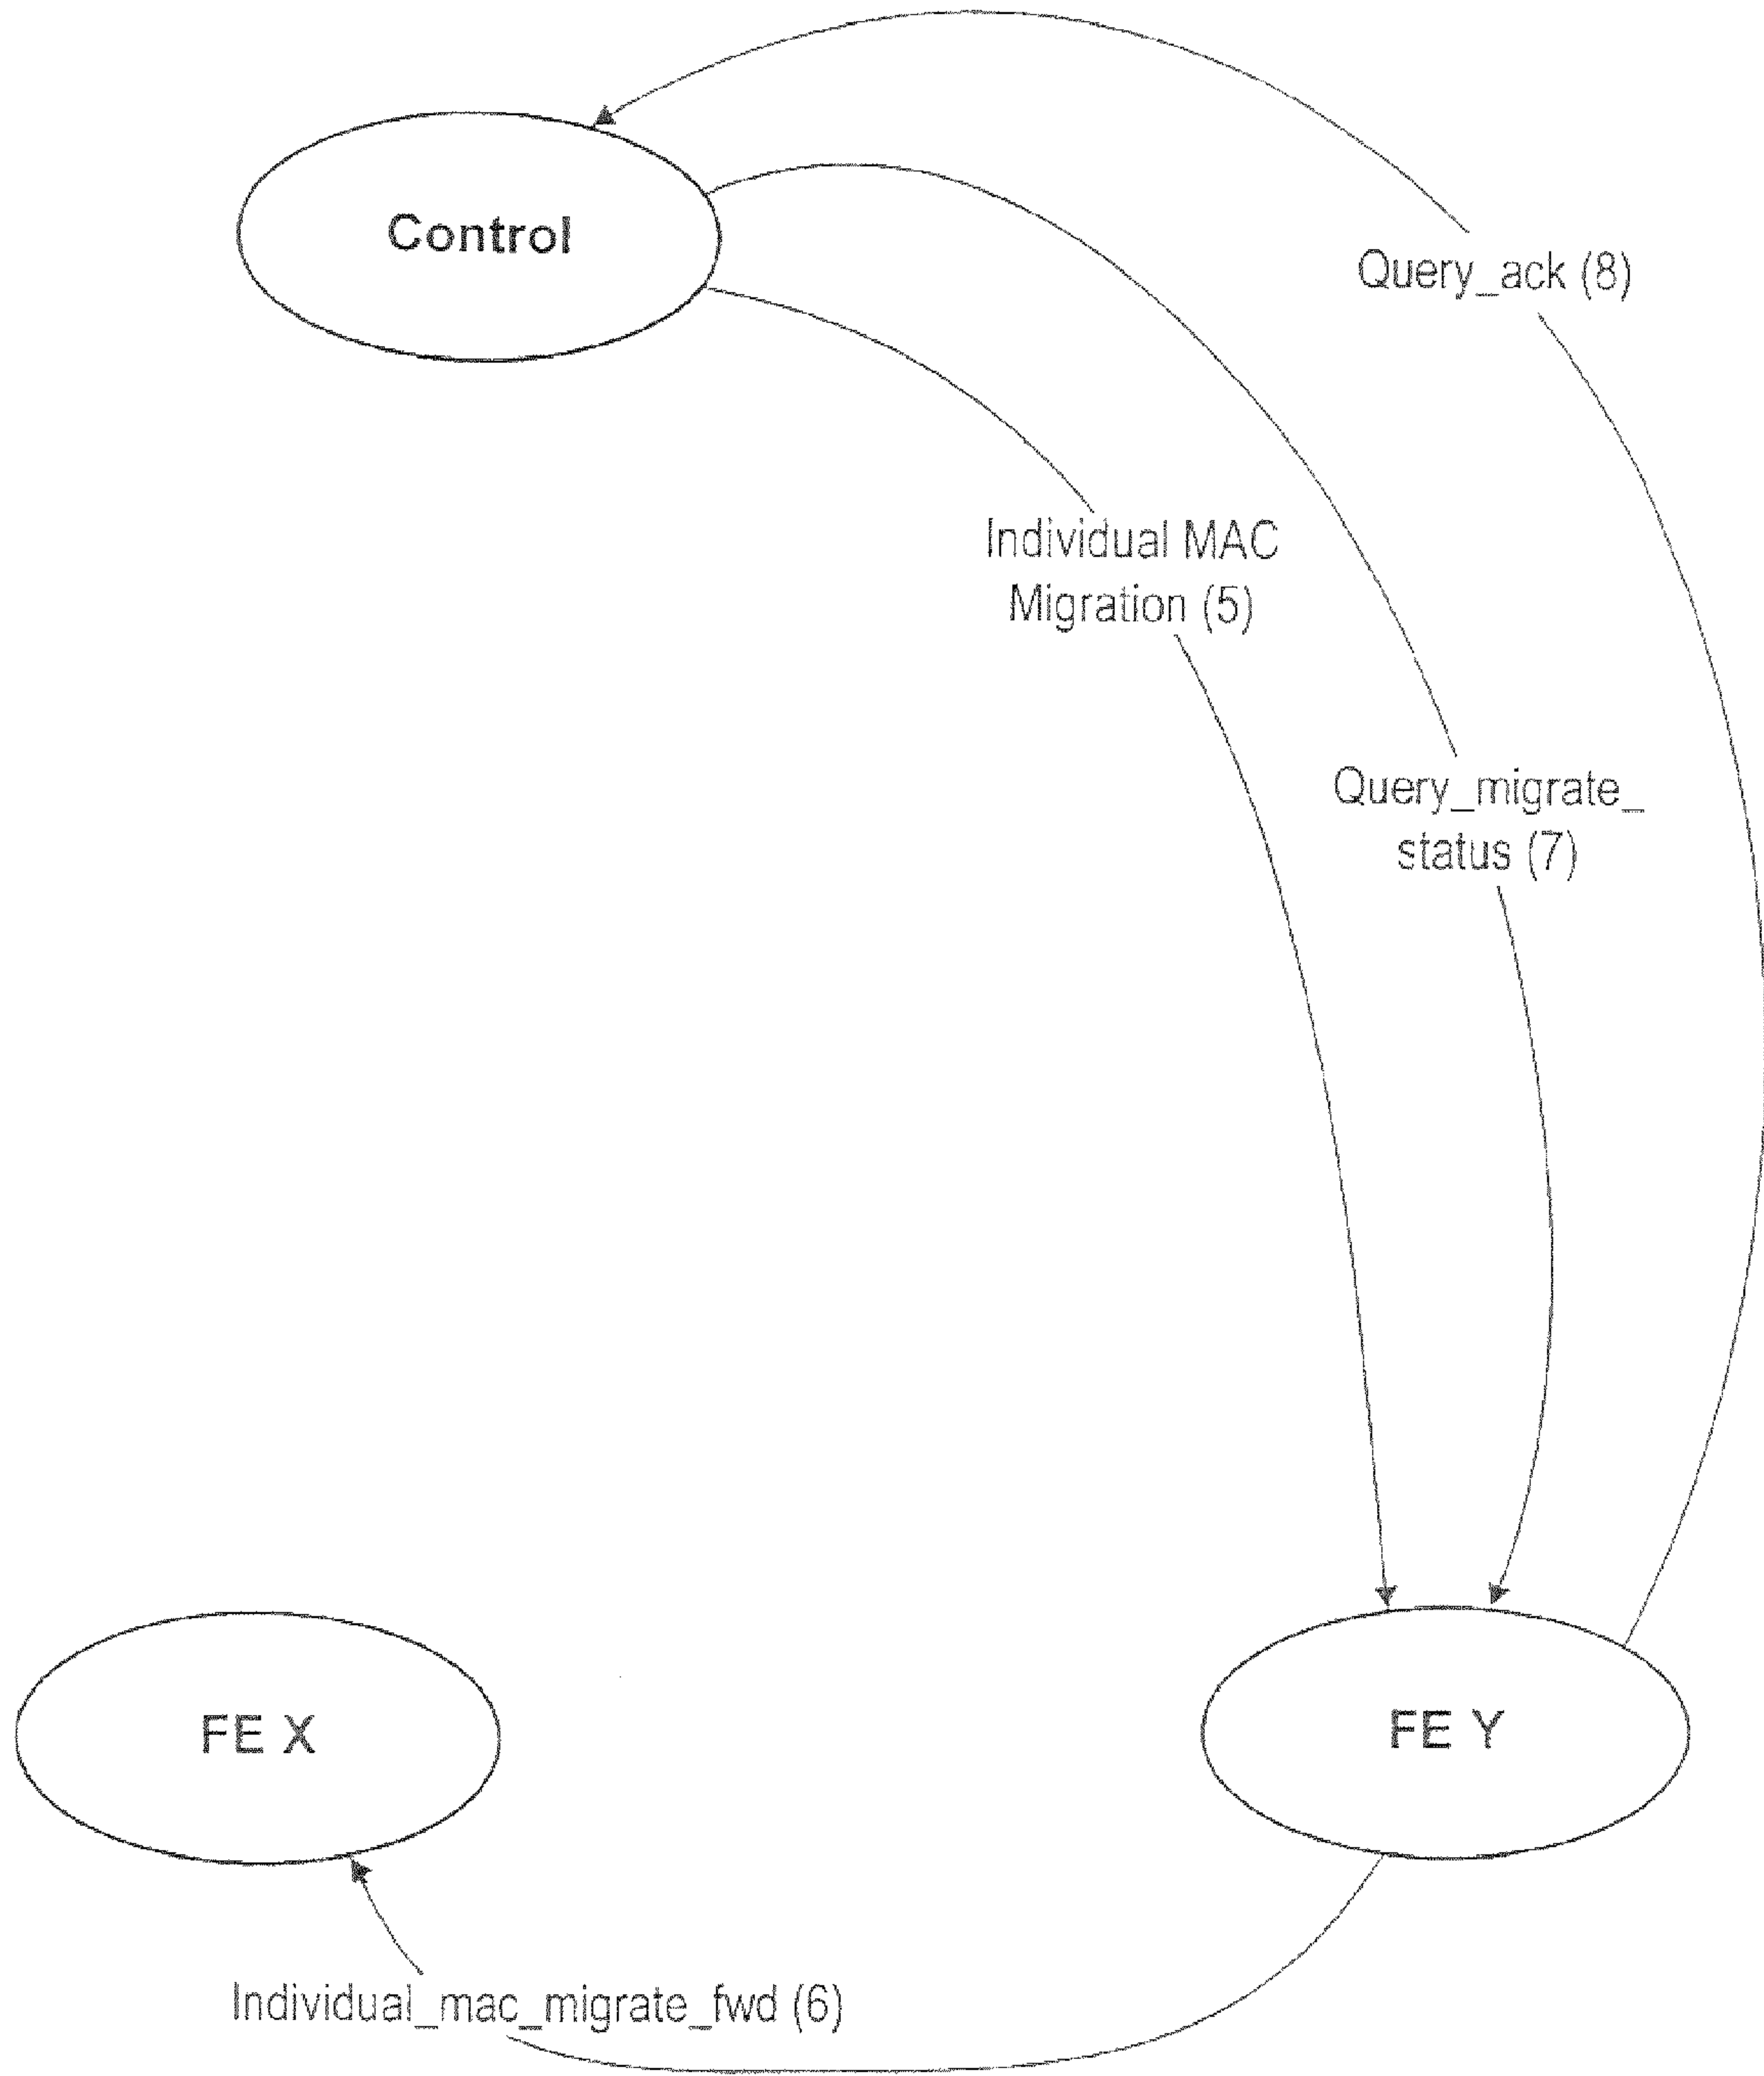 Control
Query_ack (8)
Individual MAC
Migration (5)
Query_migrate_
status (7)
FE X
FE Y
Individual_mac_migrate_fwd (6)